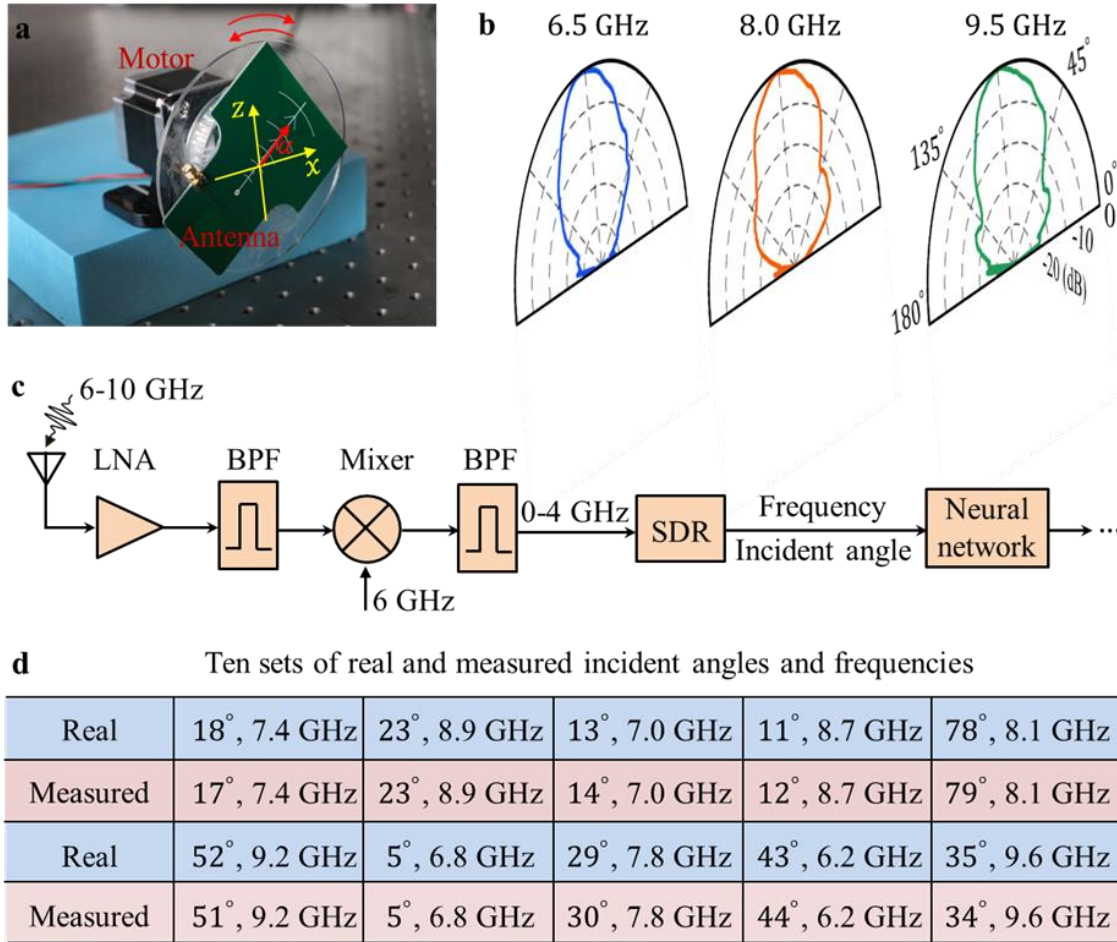 a
Motor
z
α
x
Antenna
b
6.5 GHz
8.0 GHz
9.5 GHz
45°
135°
0°
0
-10
-20 (dB)
180°
c
6-10 GHz
LNA
BPF
Mixer
BPF
0-4 GHz
SDR
Frequency
Incident angle
Neural
network
...
6 GHz
d Ten sets of real and measured incident angles and frequencies
Real 18°, 7.4 GHz 23°, 8.9 GHz 13°, 7.0 GHz 11°, 8.7 GHz 78°, 8.1 GHz
Measured 17°, 7.4 GHz 23°, 8.9 GHz 14°, 7.0 GHz 12°, 8.7 GHz 79°, 8.1 GHz
Real 52°, 9.2 GHz 5°, 6.8 GHz 29°, 7.8 GHz 43°, 6.2 GHz 35°, 9.6 GHz
Measured 51°, 9.2 GHz 5°, 6.8 GHz 30°, 7.8 GHz 44°, 6.2 GHz 34°, 9.6 GHz